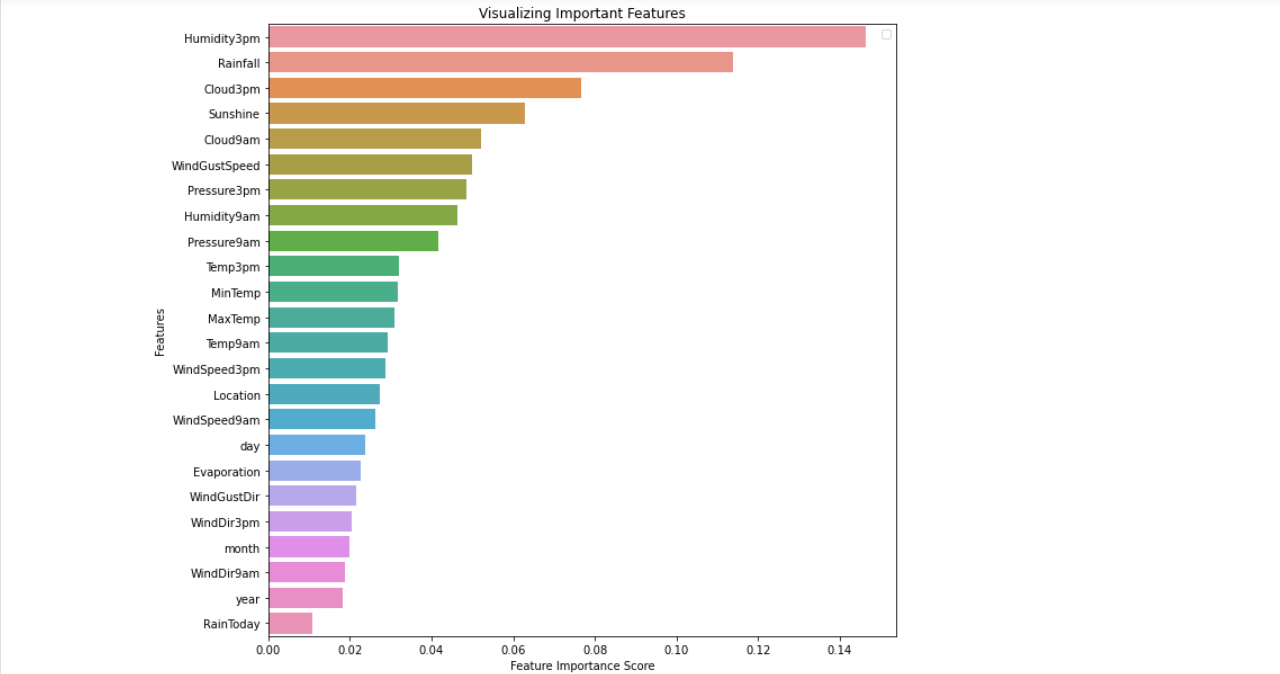 Visualizing Important Features
Humidity3pm
Rainfall
Cloud3pm
Sunshine
Cloud9am
WindGustSpeed
Pressure3pm
Humidity9am
Pressure9am
Temp3pm
MinTemp
MaxTemp
Temp9am
WindSpeed3pm
Location
WindSpeed9am
day
Evaporation
WindGustDir
WindDir3pm
month
WindDir9am
year
RainToday
Features
0.00 0.02 0.04 0.06 0.08 0.10 0.12 0.14
Feature Importance Score